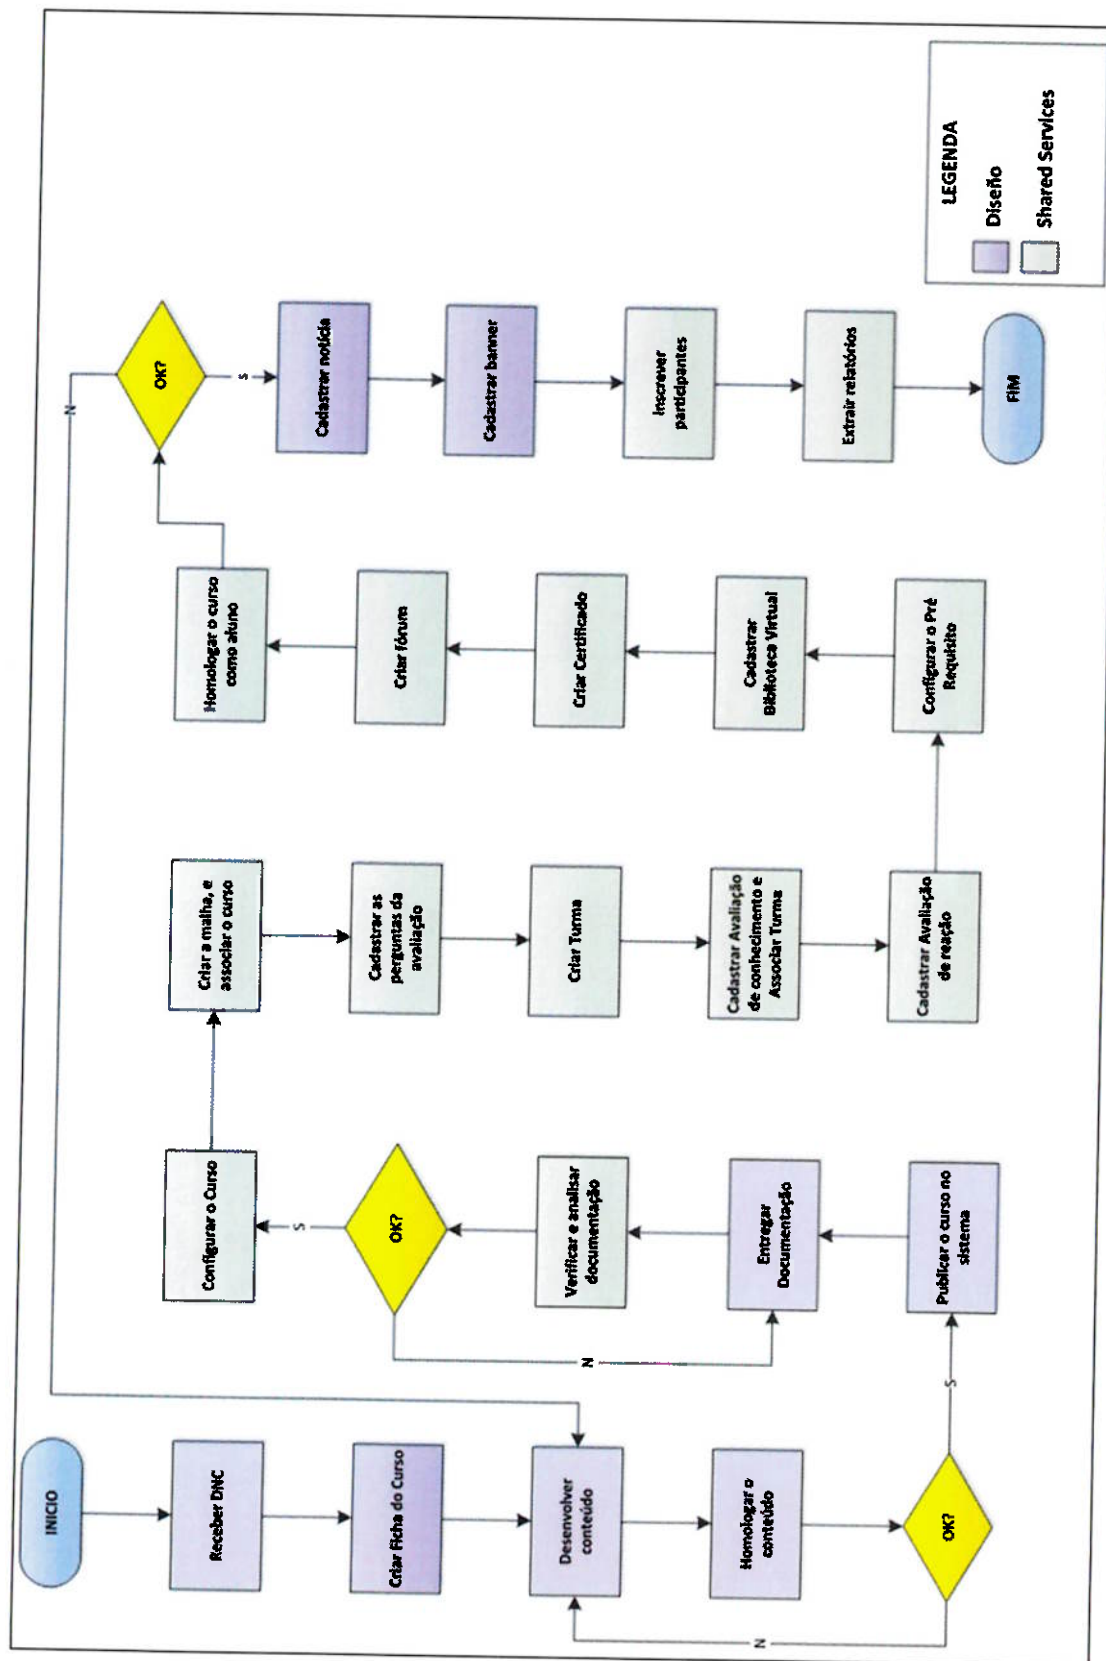 INICIO
Receber DNC
Criar Ficha do Curso
Desenvolver
conteúdo
Homologar o
conteúdo
OK?
N
S
Publicar o curso no
sistema
Entregar
Documentação
Verificar e analisar
documentação
OK?
N
S
Configurar o Curso
Criar a malha, e
associar o curso
Cadastrar as
perguntas da
avaliação
Criar Turma
Cadastrar Avaliação
de conhecimento e
Associar Turma
Cadastrar Avaliação
de reação
Configurar o Pré
Requisito
Cadastrar
Biblioteca Virtual
Criar Certificado
Criar fórum
Homologar o curso
como aluno
OK?
N
S
Cadastrar notícia
Cadastrar banner
Inscrever
participantes
Extrair relatórios
FIM
LEGENDA
Diseño
Shared Services